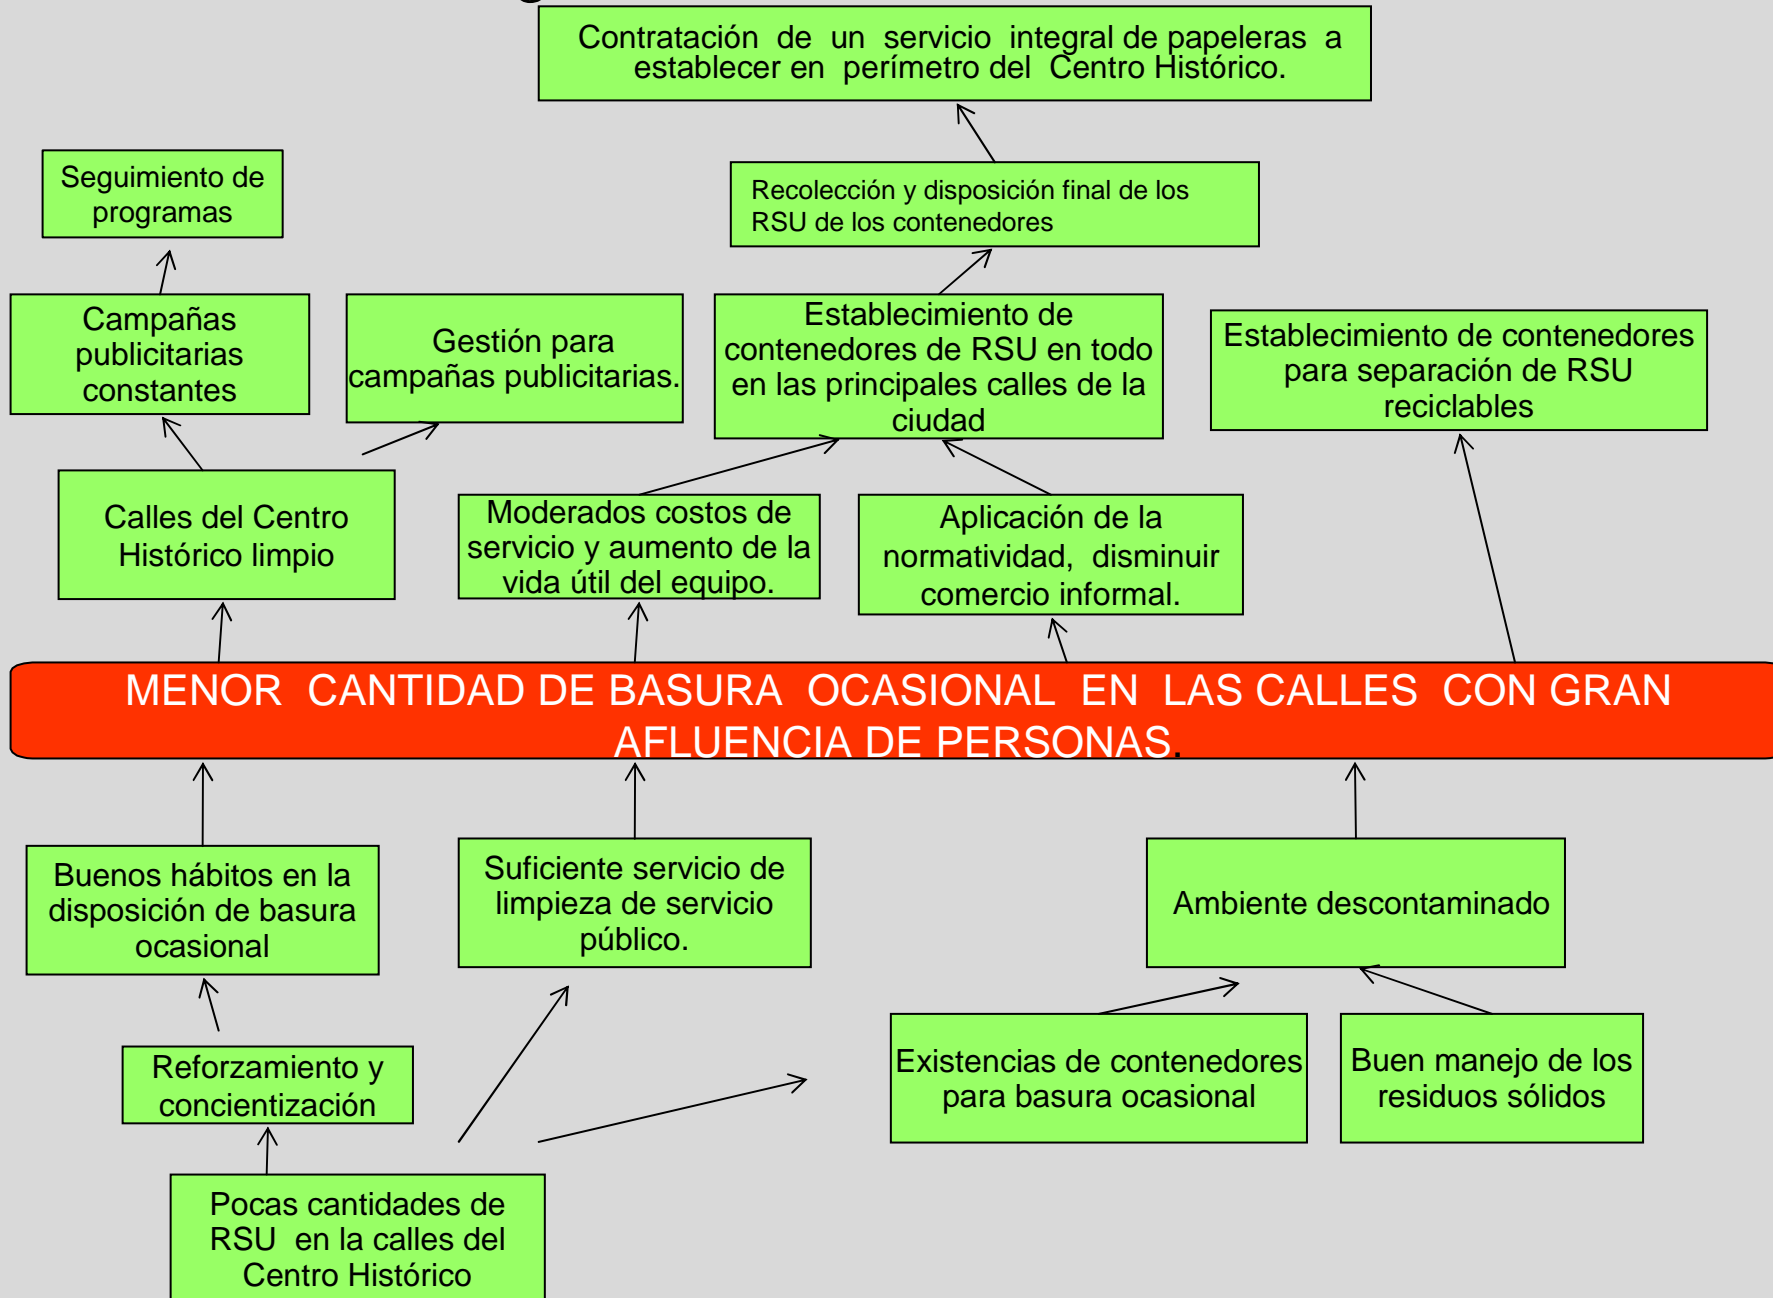 Contratación de un servicio integral de papeleras a
establecer en perímetro del Centro Histórico.
Seguimiento de
programas
Recolección y disposición final de los
RSU de los contenedores
Campañas
publicitarias
constantes
Gestión para
campañas publicitarias.
Establecimiento de
contenedores de RSU en todo
en las principales calles de la
ciudad
Establecimiento de contenedores
para separación de RSU
reciclables
Calles del Centro
Histórico limpio
Moderados costos de
servicio y aumento de la
vida útil del equipo.
Aplicación de la
normatividad, disminuir
comercio informal.
MENOR CANTIDAD DE BASURA OCASIONAL EN LAS CALLES CON GRAN
AFLUENCIA DE PERSONAS.
Buenos hábitos en la
disposición de basura
ocasional
Suficiente servicio de
limpieza de servicio
público.
Ambiente descontaminado
Reforzamiento y
concientización
Existencias de contenedores
para basura ocasional
Buen manejo de los
residuos sólidos
Pocas cantidades de
RSU en la calles del
Centro Histórico